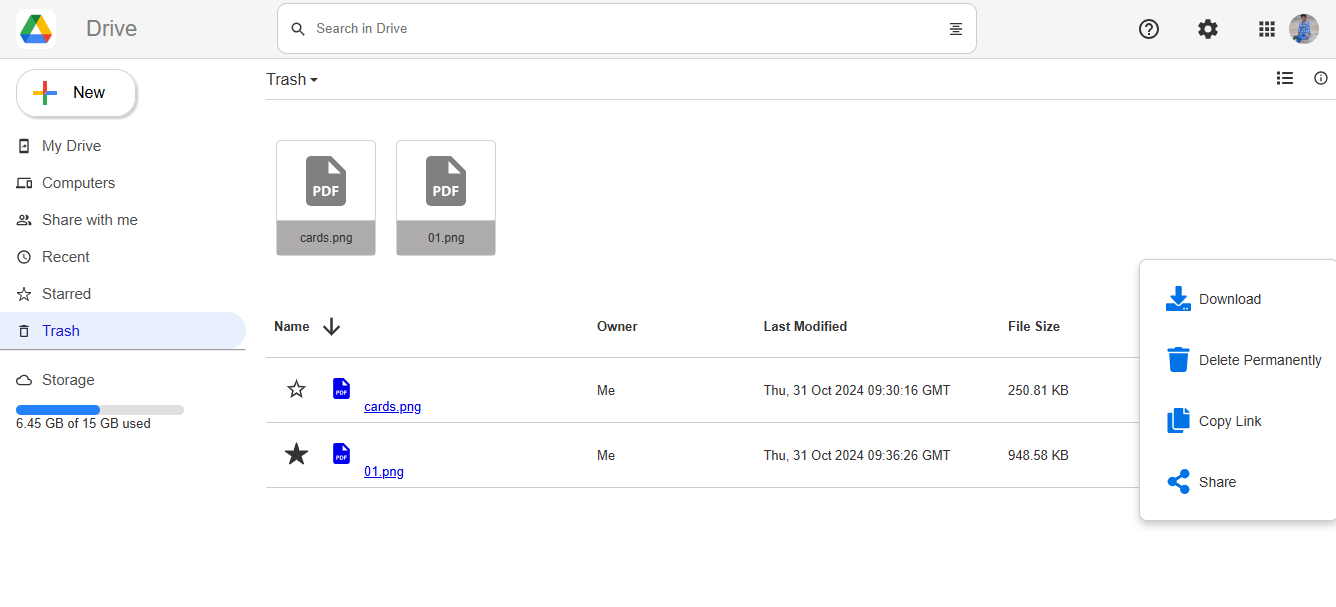 Drive
Search in Drive
New
Trash
My Drive
Computers
Share with me
Recent
Starred
Trash
Storage
6.45 GB of 15 GB used
PDF PDF
cards.png 01.png
Name Owner Last Modified File Size
PDF cards.png Me Thu, 31 Oct 2024 09:30:16 GMT 250.81 KB
PDF 01.png Me Thu, 31 Oct 2024 09:36:26 GMT 948.58 KB
Download
Delete Permanently
Copy Link
Share